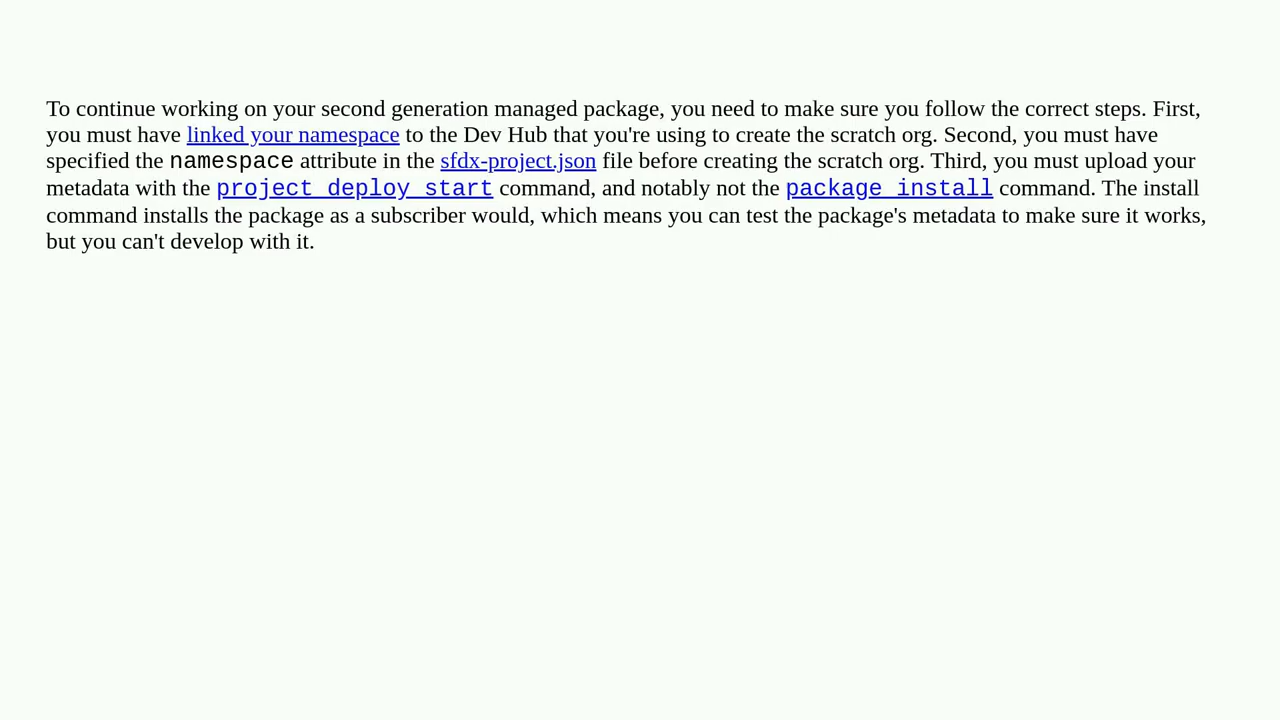 To continue working on your second generation managed package, you need to make sure you follow the correct steps. First,
you must have linked your namespace to the Dev Hub that you're using to create the scratch org. Second, you must have
specified the namespace attribute in the sfdx-project.json file before creating the scratch org. Third, you must upload your
metadata with the project deploy start command, and notably not the package install command. The install
command installs the package as a subscriber would, which means you can test the package's metadata to make sure it works,
but you can't develop with it.